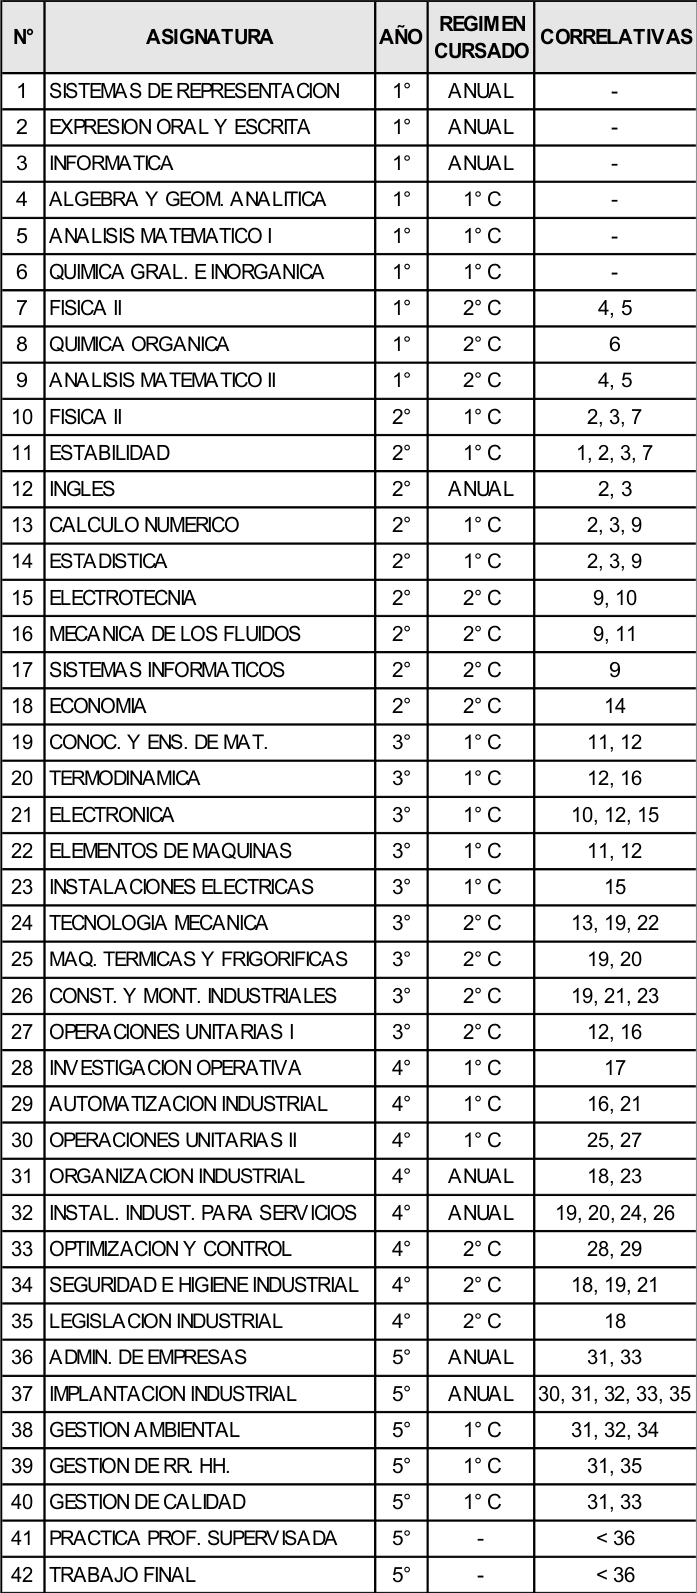 N° ASIGNATURA AÑO REGIMEN CURSADO CORRELATIVAS
1 SISTEMAS DE REPRESENTACION 1° ANUAL -
2 EXPRESION ORAL Y ESCRITA 1° ANUAL -
3 INFORMATICA 1° ANUAL -
4 ALGEBRA Y GEOM. ANALITICA 1° 1° C -
5 ANALISIS MATEMATICO I 1° 1° C -
6 QUIMICA GRAL. E INORGANICA 1° 1° C -
7 FISICA II 1° 2° C 4, 5
8 QUIMICA ORGANICA 1° 2° C 6
9 ANALISIS MATEMATICO II 1° 2° C 4, 5
10 FISICA II 2° 1° C 2, 3, 7
11 ESTABILIDAD 2° 1° C 1, 2, 3, 7
12 INGLES 2° ANUAL 2, 3
13 CALCULO NUMERICO 2° 1° C 2, 3, 9
14 ESTADISTICA 2° 1° C 2, 3, 9
15 ELECTROTECNIA 2° 2° C 9, 10
16 MECANICA DE LOS FLUIDOS 2° 2° C 9, 11
17 SISTEMAS INFORMATICOS 2° 2° C 9
18 ECONOMIA 2° 2° C 14
19 CONOC. Y ENS. DE MAT. 3° 1° C 11, 12
20 TERMODINAMICA 3° 1° C 12, 16
21 ELECTRONICA 3° 1° C 10, 12, 15
22 ELEMENTOS DE MAQUINAS 3° 1° C 11, 12
23 INSTALACIONES ELECTRICAS 3° 1° C 15
24 TECNOLOGIA MECANICA 3° 2° C 13, 19, 22
25 MAQ. TERMICAS Y FRIGORIFICAS 3° 2° C 19, 20
26 CONST. Y MONT. INDUSTRIALES 3° 2° C 19, 21, 23
27 OPERACIONES UNITARIAS I 3° 2° C 12, 16
28 INVESTIGACION OPERATIVA 4° 1° C 17
29 AUTOMATIZACION INDUSTRIAL 4° 1° C 16, 21
30 OPERACIONES UNITARIAS II 4° 1° C 25, 27
31 ORGANIZACION INDUSTRIAL 4° ANUAL 18, 23
32 INSTAL. INDUST. PARA SERVICIOS 4° ANUAL 19, 20, 24, 26
33 OPTIMIZACION Y CONTROL 4° 2° C 28, 29
34 SEGURIDAD E HIGIENE INDUSTRIAL 4° 2° C 18, 19, 21
35 LEGISLACION INDUSTRIAL 4° 2° C 18
36 ADMIN. DE EMPRESAS 5° ANUAL 31, 33
37 IMPLANTACION INDUSTRIAL 5° ANUAL 30, 31, 32, 33, 35
38 GESTION AMBIENTAL 5° 1° C 31, 32, 34
39 GESTION DE RR. HH. 5° 1° C 31, 35
40 GESTION DE CALIDAD 5° 1° C 31, 33
41 PRACTICA PROF. SUPERVISADA 5° - < 36
42 TRABAJO FINAL 5° - < 36